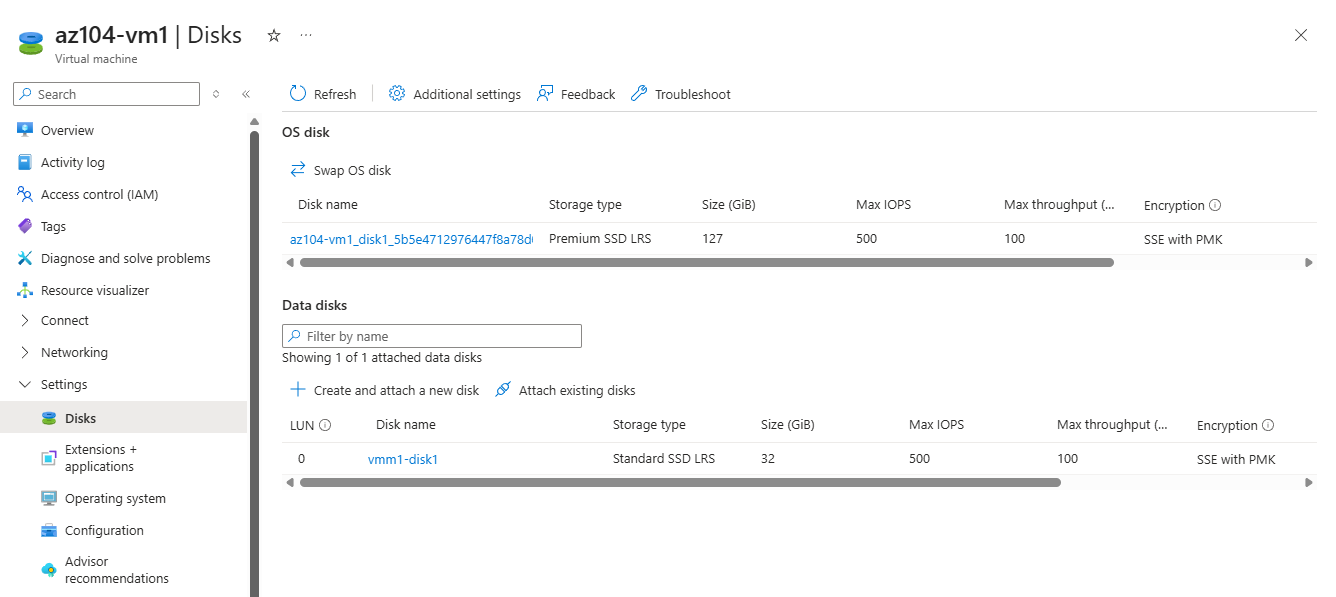 az104-vm1 | Disks
Virtual machine
Search
Overview
Activity log
Access control (IAM)
Tags
Diagnose and solve problems
Resource visualizer
Connect
Networking
Settings
Disks
Extensions +
applications
Operating system
Configuration
Advisor
recommendations
Refresh
Additional settings
Feedback
Troubleshoot
OS disk
Swap OS disk
Disk name Storage type Size (GiB) Max IOPS Max throughput (... Encryption
az104-vm1_disk1_5b5e4712976447f8a78d Premium SSD LRS 127 500 100 SSE with PMK
Data disks
Filter by name
Showing 1 of 1 attached data disks
Create and attach a new disk Attach existing disks
LUN Disk name Storage type Size (GiB) Max IOPS Max throughput (... Encryption
0 vmm1-disk1 Standard SSD LRS 32 500 100 SSE with PMK